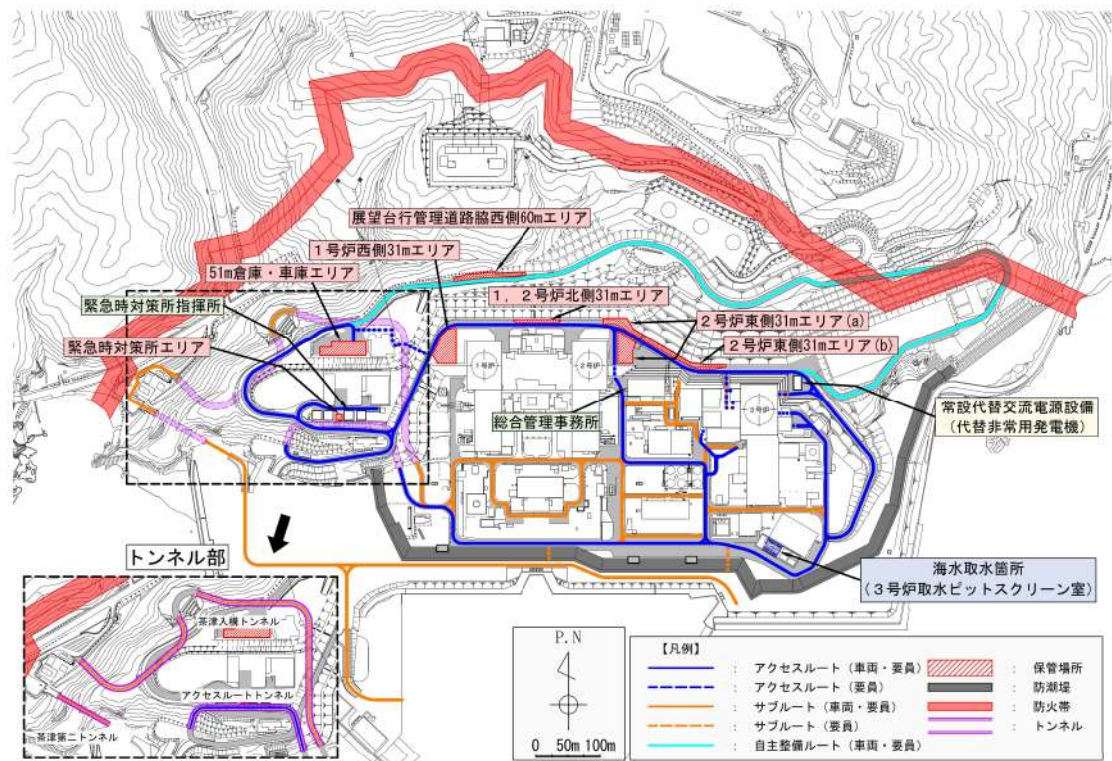 展望台行管理道路脇西側60mエリア
1号炉西側31mエリア
51m倉庫・車庫エリア
1，2号炉北側31mエリア
緊急時対策所指揮所
2号炉東側31mエリア(a)
緊急時対策所エリア
2号炉東側31mエリア(b)
1号炉
2号炉
3号炉
総合管理事務所
常設代替交流電源設備
(代替非常用発電機)
トンネル部
海水取水箇所
(3号炉取水ピットスクリーン室)
茶津入構トンネル
アクセスルートトンネル
茶津第二トンネル
P.N
0 50m 100m
【凡例】
: アクセスルート（車両・要員）
: アクセスルート（要員）
: サブルート（車両・要員）
: サブルート（要員）
: 自主整備ルート（車両・要員）
: 保管場所
: 防潮堤
: 防火帯
: トンネル